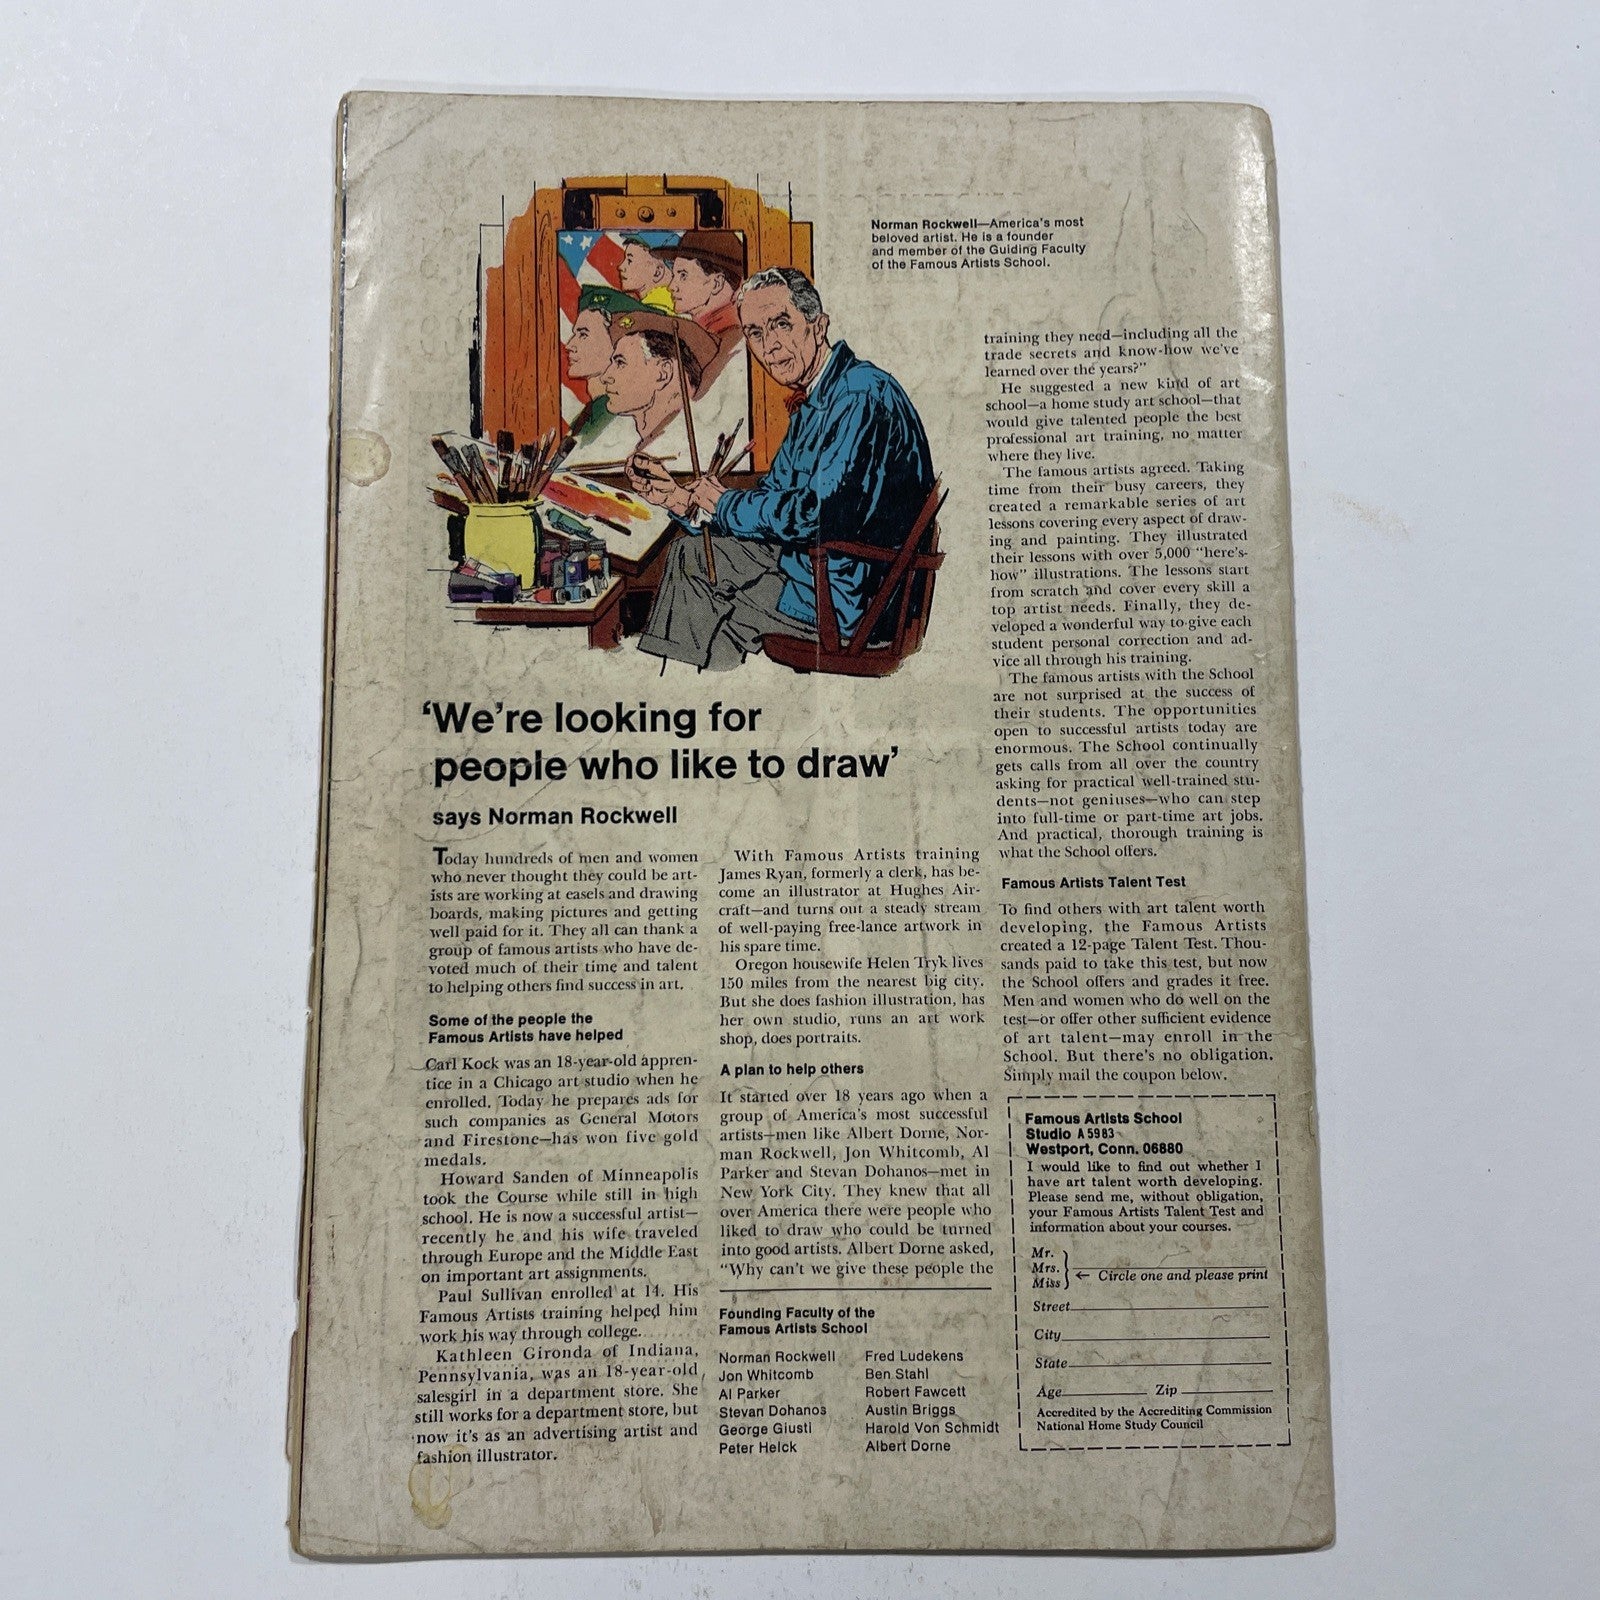 Norman Rockwell—America's most
beloved artist. He is a founder
and member of the Guiding Faculty
of the Famous Artists School.
'We're looking for
people who like to draw'
says Norman Rockwell
Today hundreds of men and women
who never thought they could be art-
ists are working at easels and drawing
boards, making pictures and getting
well paid for it. They all can thank a
group of famous artists who have de-
voted much of their time and talent
to helping others find success in art.
Some of the people the
Famous Artists have helped
Carl Kock was an 18-year-old appren-
tice in a Chicago art studio when he
enrolled. Today he prepares ads for
such companies as General Motors
and Firestone—has won five gold
medals.
Howard Sanden of Minneapolis
took the Course while still in high
school. He is now a successful artist—
recently he and his wife traveled
through Europe and the Middle East
on important art assignments.
Paul Sullivan enrolled at 14. His
Famous Artists training helped him
work his way through college.
Kathleen Gironda of Indiana,
Pennsylvania, was an 18-year-old
salesgirl in a department store. She
still works for a department store, but
now it's as an advertising artist and
fashion illustrator.
With Famous Artists training
James Ryan, formerly a clerk, has be-
come an illustrator at Hughes Air-
craft—and turns out a steady stream
of well-paying free-lance artwork in
his spare time.
Oregon housewife Helen Tryk lives
150 miles from the nearest big city.
But she does fashion illustration, has
her own studio, runs an art work
shop, does portraits.
A plan to help others
It started over 18 years ago when a
group of America's most successful
artists—men like Albert Dorne, Nor-
man Rockwell, Jon Whitcomb, Al
Parker and Stevan Dohanos—met in
New York City. They knew that all
over America there were people who
liked to draw who could be turned
into good artists. Albert Dorne asked,
"Why can't we give these people the
training they need—including all the
trade secrets and know-how we've
learned over the years?"
He suggested a new kind of art
school—a home study art school—that
would give talented people the best
professional art training, no matter
where they live.
The famous artists agreed. Taking
time from their busy careers, they
created a remarkable series of art
lessons covering every aspect of draw-
ing and painting. They illustrated
their lessons with over 5,000 "here's-
how" illustrations. The lessons start
from scratch and cover every skill a
top artist needs. Finally, they de-
veloped a wonderful way to give each
student personal correction and ad-
vice all through his training.
The famous artists with the School
are not surprised at the success of
their students. The opportunities
open to successful artists today are
enormous. The School continually
gets calls from all over the country
asking for practical well-trained stu-
dents—not geniuses—who can step
into full-time or part-time art jobs.
And practical, thorough training is
what the School offers.
Famous Artists Talent Test
To find others with art talent worth
developing, the Famous Artists
created a 12-page Talent Test. Thou-
sands paid to take this test, but now
the School offers and grades it free.
Men and women who do well on the
test—or offer other sufficient evidence
of art talent—may enroll in the
School. But there's no obligation.
Simply mail the coupon below.
Founding Faculty of the
Famous Artists School
Norman Rockwell
Jon Whitcomb
Al Parker
Stevan Dohanos
George Giusti
Peter Helck
Fred Ludekens
Ben Stahl
Robert Fawcett
Austin Briggs
Harold Von Schmidt
Albert Dorne
Famous Artists School
Studio A5983
Westport, Conn. 06880
I would like to find out whether I
have art talent worth developing.
Please send me, without obligation,
your Famous Artists Talent Test and
information about your courses.
Mr.
Mrs.
Miss
← Circle one and please print
Street
City
State
Age Zip
Accredited by the Accrediting Commission
National Home Study Council